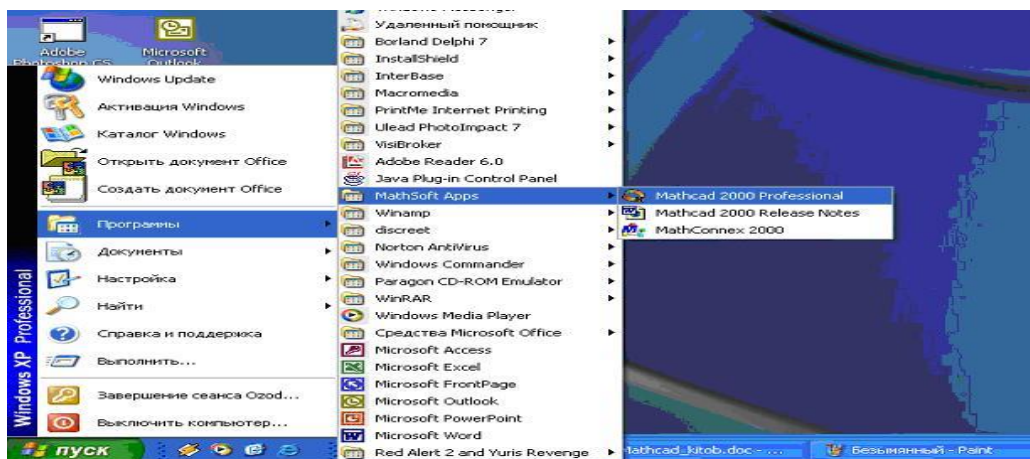 Adobe
Microsoft
Outlook
Windows Update
Активация Windows
Каталог Windows
Открыть документ Office
Создать документ Office
Программы
Документы
Настройка
Найти
Справка и поддержка
Выполнить...
Завершение сеанса Ozod...
Выключить компьютер...
Windows XP Professional
пуск
Удаленный помощник
Borland Delphi 7
InstallShield
InterBase
Macromedia
PrintMe Internet Printing
Ulead PhotoImpact 7
VisiBroker
Adobe Reader 6.0
Java Plug-in Control Panel
MathSoft Apps
Winamp
discreet
Norton AntiVirus
Windows Commander
Paragon CD-ROM Emulator
WinRAR
Windows Media Player
Средства Microsoft Office
Microsoft Access
Microsoft Excel
Microsoft FrontPage
Microsoft Outlook
Microsoft PowerPoint
Microsoft Word
Red Alert 2 and Yuris Revenge
Mathcad 2000 Professional
Mathcad 2000 Release Notes
MathConnex 2000
Mathcad_kitob.doc - ...
Безымянный - Paint